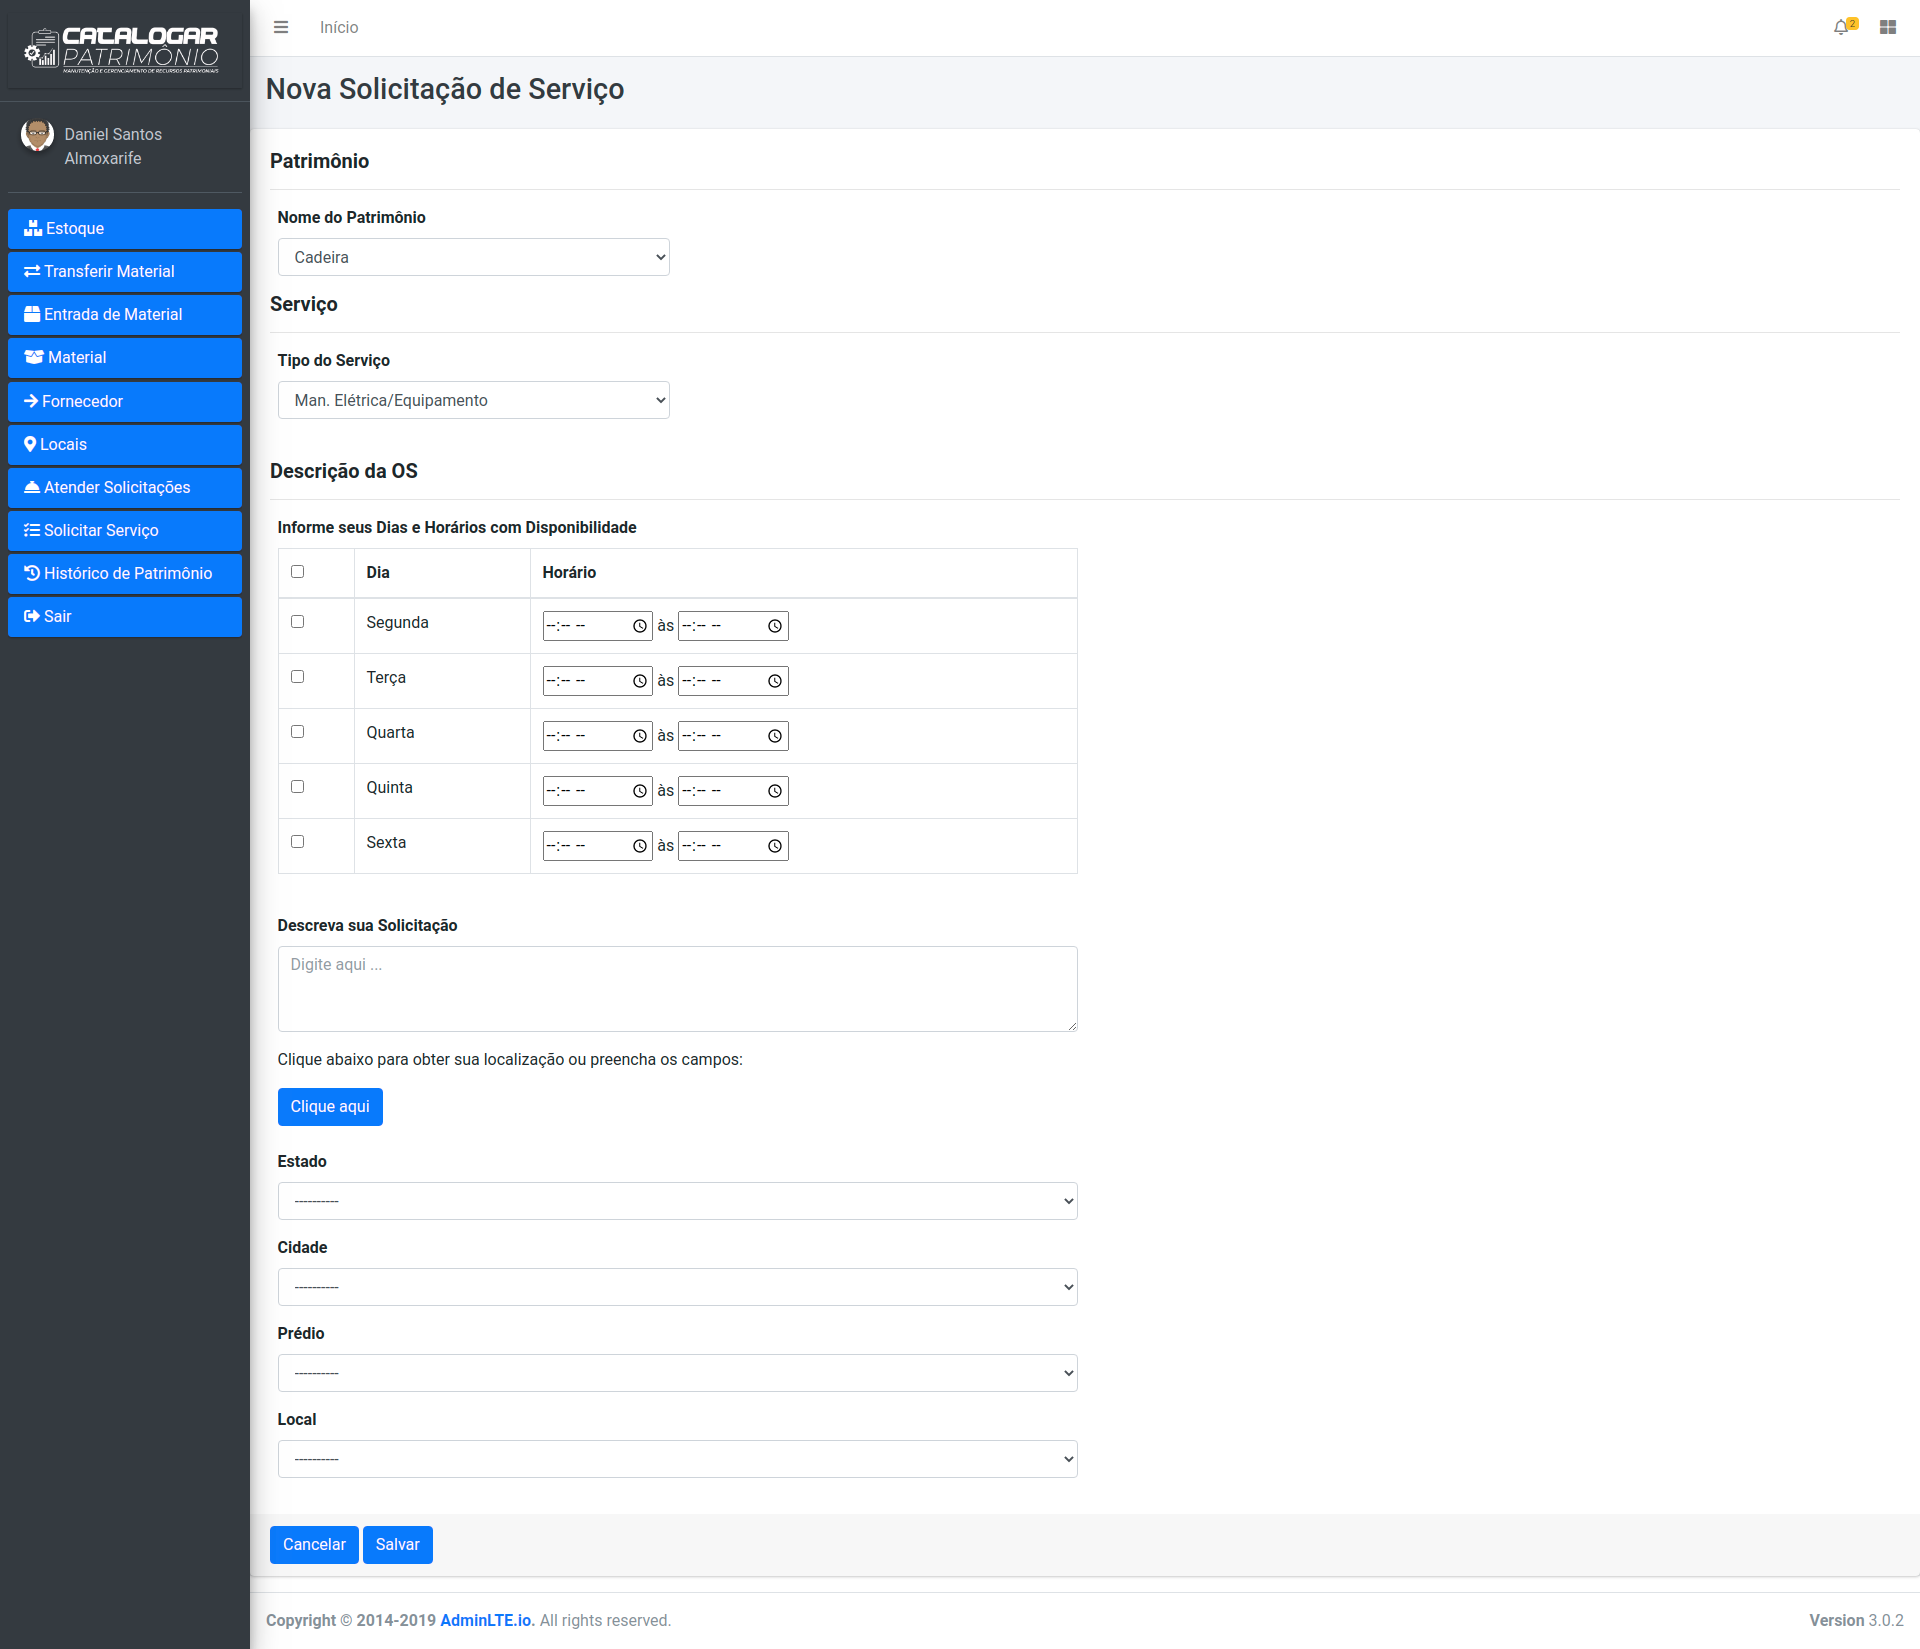 CATALOGAR
PATRIMÔNIO
MANUTENÇÃO E GERENCIAMENTO DE RECURSOS PATRIMONIAIS
Início
2
Nova Solicitação de Serviço
Daniel Santos
Almoxarife
Estoque
Transferir Material
Entrada de Material
Material
Fornecedor
Locais
Atender Solicitações
Solicitar Serviço
Histórico de Patrimônio
Sair
Patrimônio
Nome do Patrimônio
Cadeira
Serviço
Tipo do Serviço
Man. Elétrica/Equipamento
Descrição da OS
Informe seus Dias e Horários com Disponibilidade
Dia Horário
Segunda --:-- -- às --:-- --
Terça --:-- -- às --:-- --
Quarta --:-- -- às --:-- --
Quinta --:-- -- às --:-- --
Sexta --:-- -- às --:-- --
Descreva sua Solicitação
Digite aqui ...
Clique abaixo para obter sua localização ou preencha os campos:
Clique aqui
Estado
----------
Cidade
----------
Prédio
----------
Local
----------
Cancelar Salvar
Copyright © 2014-2019 AdminLTE.io. All rights reserved.
Version 3.0.2